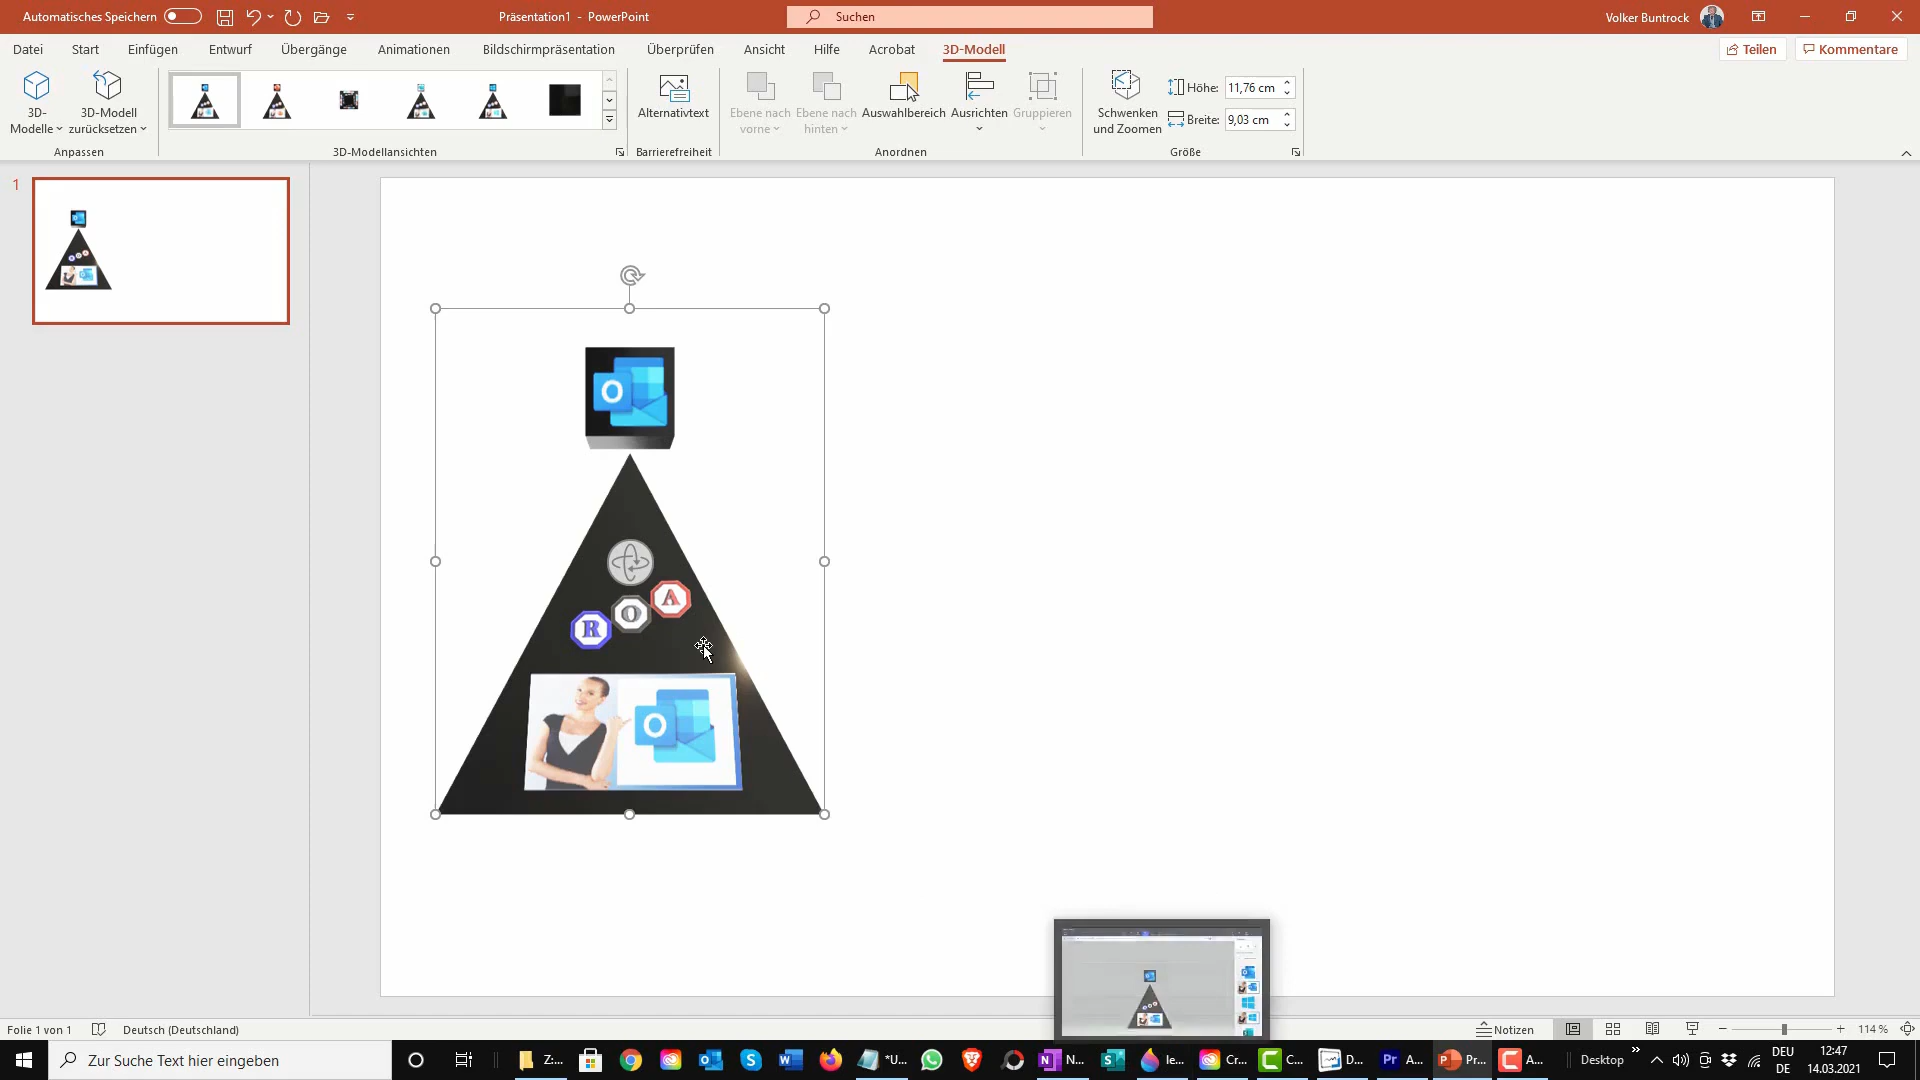 Automatisches Speichern
Präsentation1 - PowerPoint
Suchen
Volker Buntrock
Datei Start Einfügen Entwurf Übergänge Animationen Bildschirmpräsentation Überprüfen Ansicht Hilfe Acrobat 3D-Modell
Teilen Kommentare
3D-Modelle
3D-Modell zurücksetzen
Alternativtext
Ebene nach vorne
Ebene nach hinten
Auswahlbereich
Ausrichten
Gruppieren
Schwenken und Zoomen
Höhe: 11,76 cm
Breite: 9,03 cm
Anpassen
3D-Modellansichten
Barrierefreiheit
Anordnen
Größe
1
O
A
O
R
O
Folie 1 von 1
Deutsch (Deutschland)
Notizen
114 %
Zur Suche Text hier eingeben
Z:...
*U...
N...
Ie...
Cr...
C...
D...
A...
Pr...
A...
Desktop
DEU
DE
12:47
14.03.2021